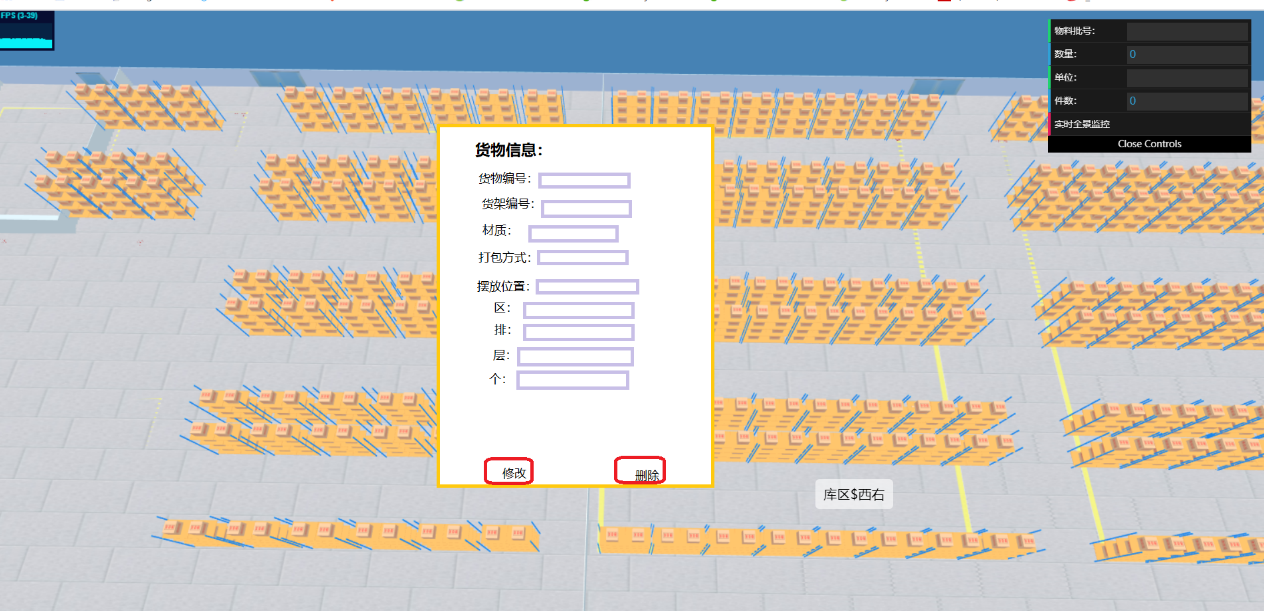 FPS (3-39)
物料批号:
数量: 0
单位:
件数: 0
实时全景监控
Close Controls
货物信息:
货物编号:
货架编号:
材质:
打包方式:
摆放位置:
区:
排:
层:
个:
修改
删除
库区$西右